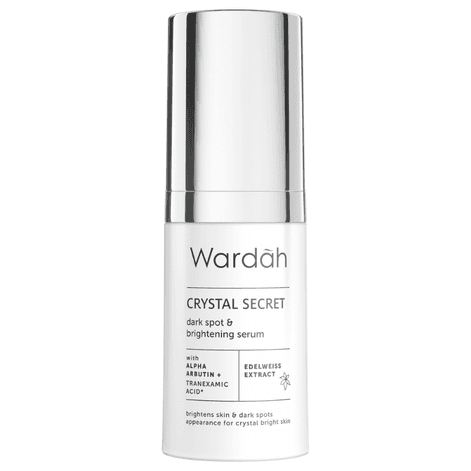 Wardāh
CRYSTAL SECRET
dark spot &
brightening serum
with
ALPHA
ARBUTIN +
TRANEXAMIC
ACID*
EDELWEISS
EXTRACT
brightens skin & dark spots
appearance for crystal bright skin